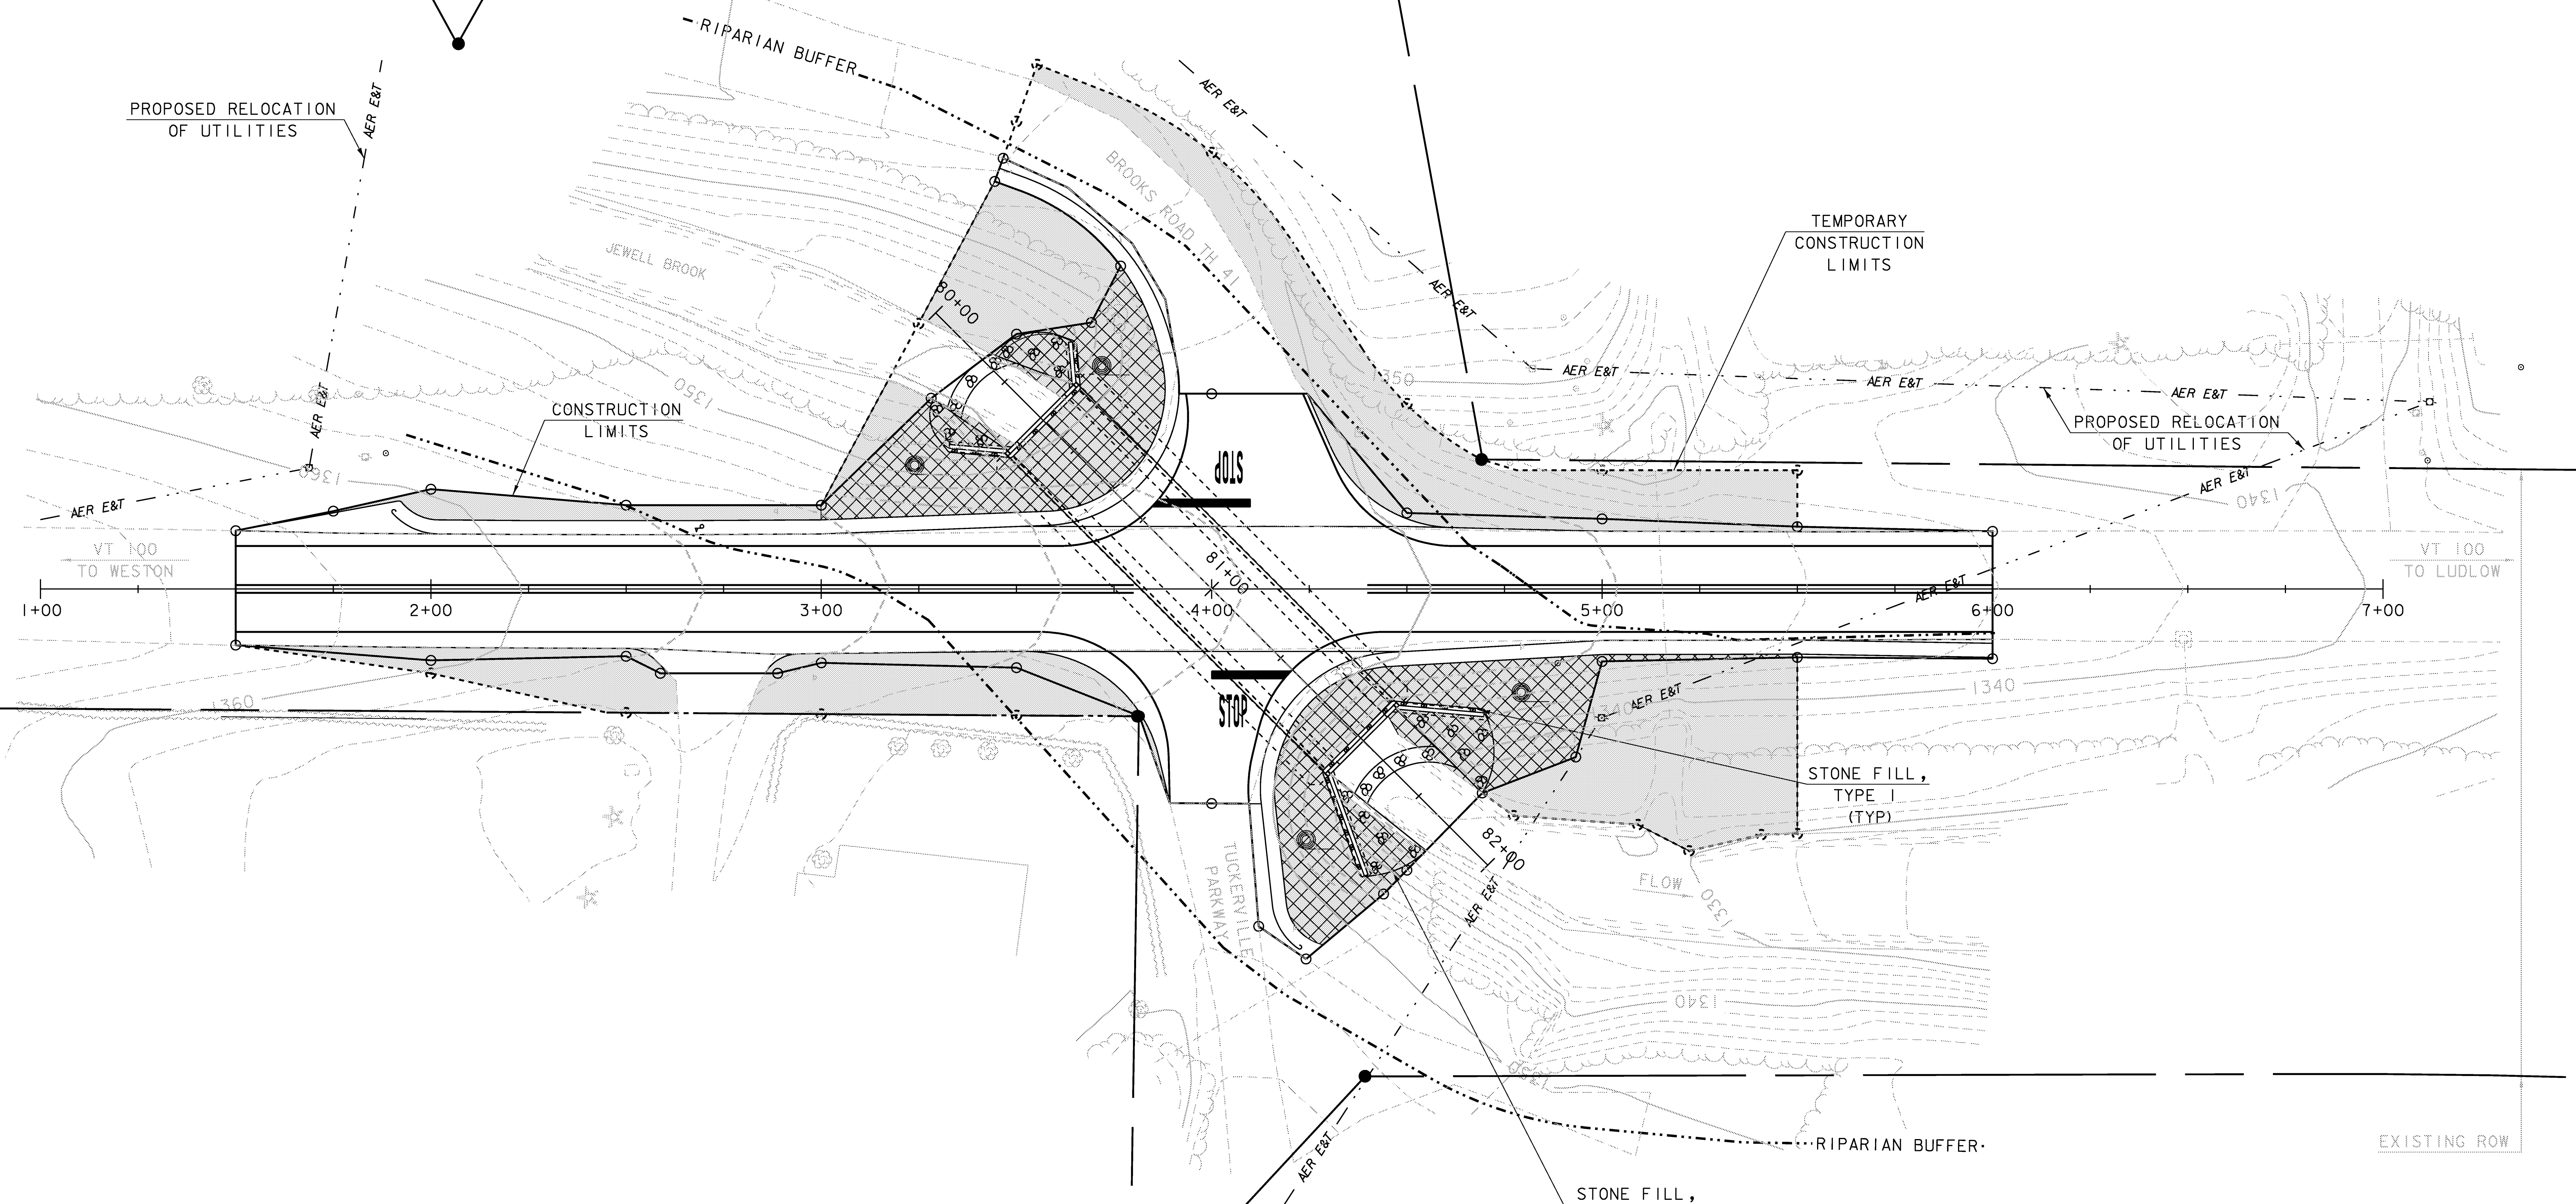 RIPARIAN BUFFER
PROPOSED RELOCATION
OF UTILITIES
AER E&T
AER E&T
BROOKS ROAD TH 41
TEMPORARY
CONSTRUCTION
LIMITS
JEWELL BROOK
80+00
AER E&T
1350
1350
AER E&T
AER E&T
AER E&T
CONSTRUCTION
LIMITS
AER E&T
PROPOSED RELOCATION
OF UTILITIES
STOP
1360
AER E&T
AER E&T
1340
VT 100
TO WESTON
81+00
AER E&T
VT 100
TO LUDLOW
1+00
2+00
3+00
4+00
5+00
6+00
7+00
1360
STOP
1340
AER E&T
1340
STONE FILL,
TYPE I
(TYP)
82+00
TUCKERVILLE
PARKWAY
FLOW
1330
AER E&T
1340
1350
AER E&T
RIPARIAN BUFFER
EXISTING ROW
STONE FILL,